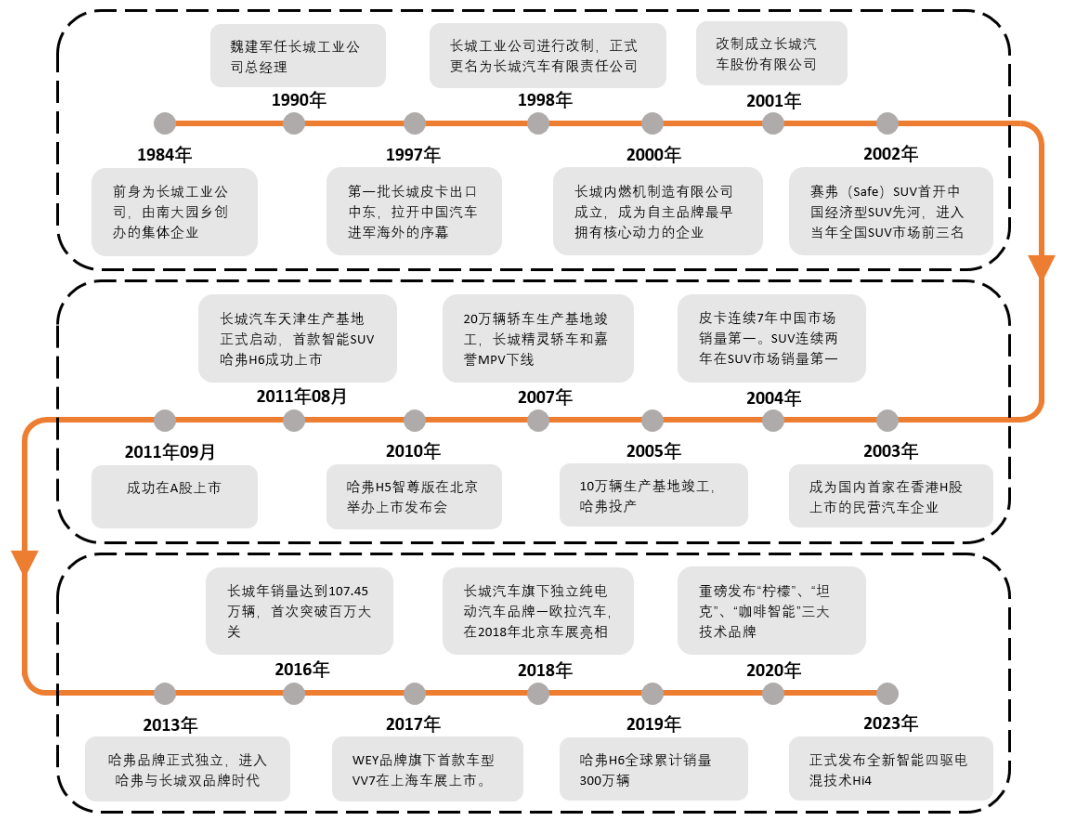 魏建军任长城工业公
司总经理
1990年
长城工业公司进行改制，正式
更名为长城汽车有限责任公司
1998年
改制成立长城汽
车股份有限公司
2001年
1984年
前身为长城工业公
司，由南大园乡创
办的集体企业
1997年
第一批长城皮卡出口
中东，拉开中国汽车
进军海外的序幕
2000年
长城内燃机制造有限公司
成立，成为自主品牌最早
拥有核心动力的企业
2002年
赛弗（Safe）SUV首开中
国经济型SUV先河，进入
当年全国SUV市场前三名
长城汽车天津生产基地
正式启动，首款智能SUV
哈弗H6成功上市
2011年08月
20万辆轿车生产基地竣
工，长城精灵轿车和嘉
誉MPV下线
2007年
皮卡连续7年中国市场
销量第一。SUV连续两
年在SUV市场销量第一
2004年
2011年09月
成功在A股上市
2010年
哈弗H5智尊版在北京
举办上市发布会
2005年
10万辆生产基地竣工，
哈弗投产
2003年
成为国内首家在香港H股
上市的民营汽车企业
长城年销量达到107.45
万辆，首次突破百万大
关
2016年
长城汽车旗下独立纯电
动汽车品牌—欧拉汽车，
在2018年北京车展亮相
2018年
重磅发布“柠檬”、“坦
克”、“咖啡智能”三大
技术品牌
2020年
2013年
哈弗品牌正式独立，进入
哈弗与长城双品牌时代
2017年
WEY品牌旗下首款车型
VV7在上海车展上市。
2019年
哈弗H6全球累计销量
300万辆
2023年
正式发布全新智能四驱电
混技术Hi4